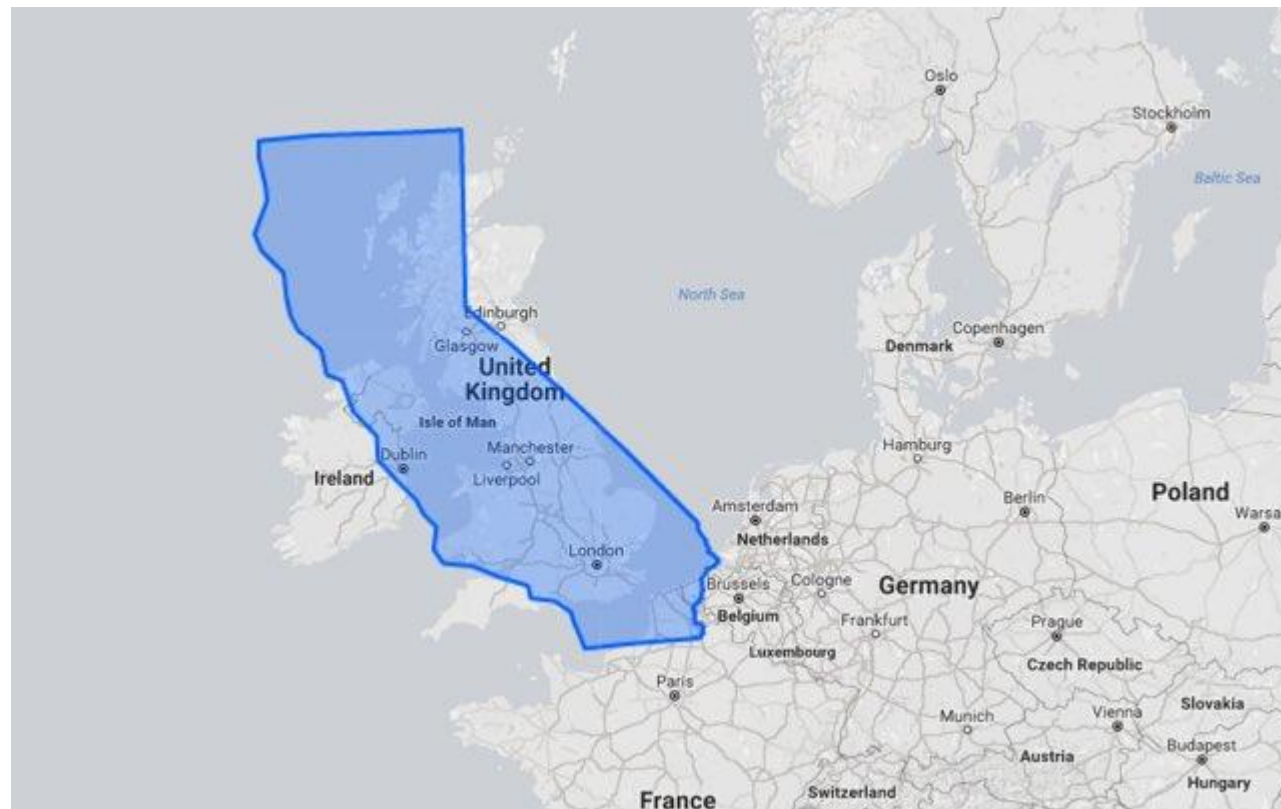 Oslo
Stockholm
Baltic Sea
North Sea
Edinburgh
Glasgow
Copenhagen
Denmark
United
Kingdom
Isle of Man
Manchester
Hamburg
Dublin
Ireland
Liverpool
Poland
Berlin
Amsterdam
Warsa
Netherlands
London
Cologne
Brussels
Germany
Belgium
Frankfurt
Prague
Luxembourg
Czech Republic
Paris
Slovakia
Munich
Vienna
Budapest
Austria
Hungary
Switzerland
France